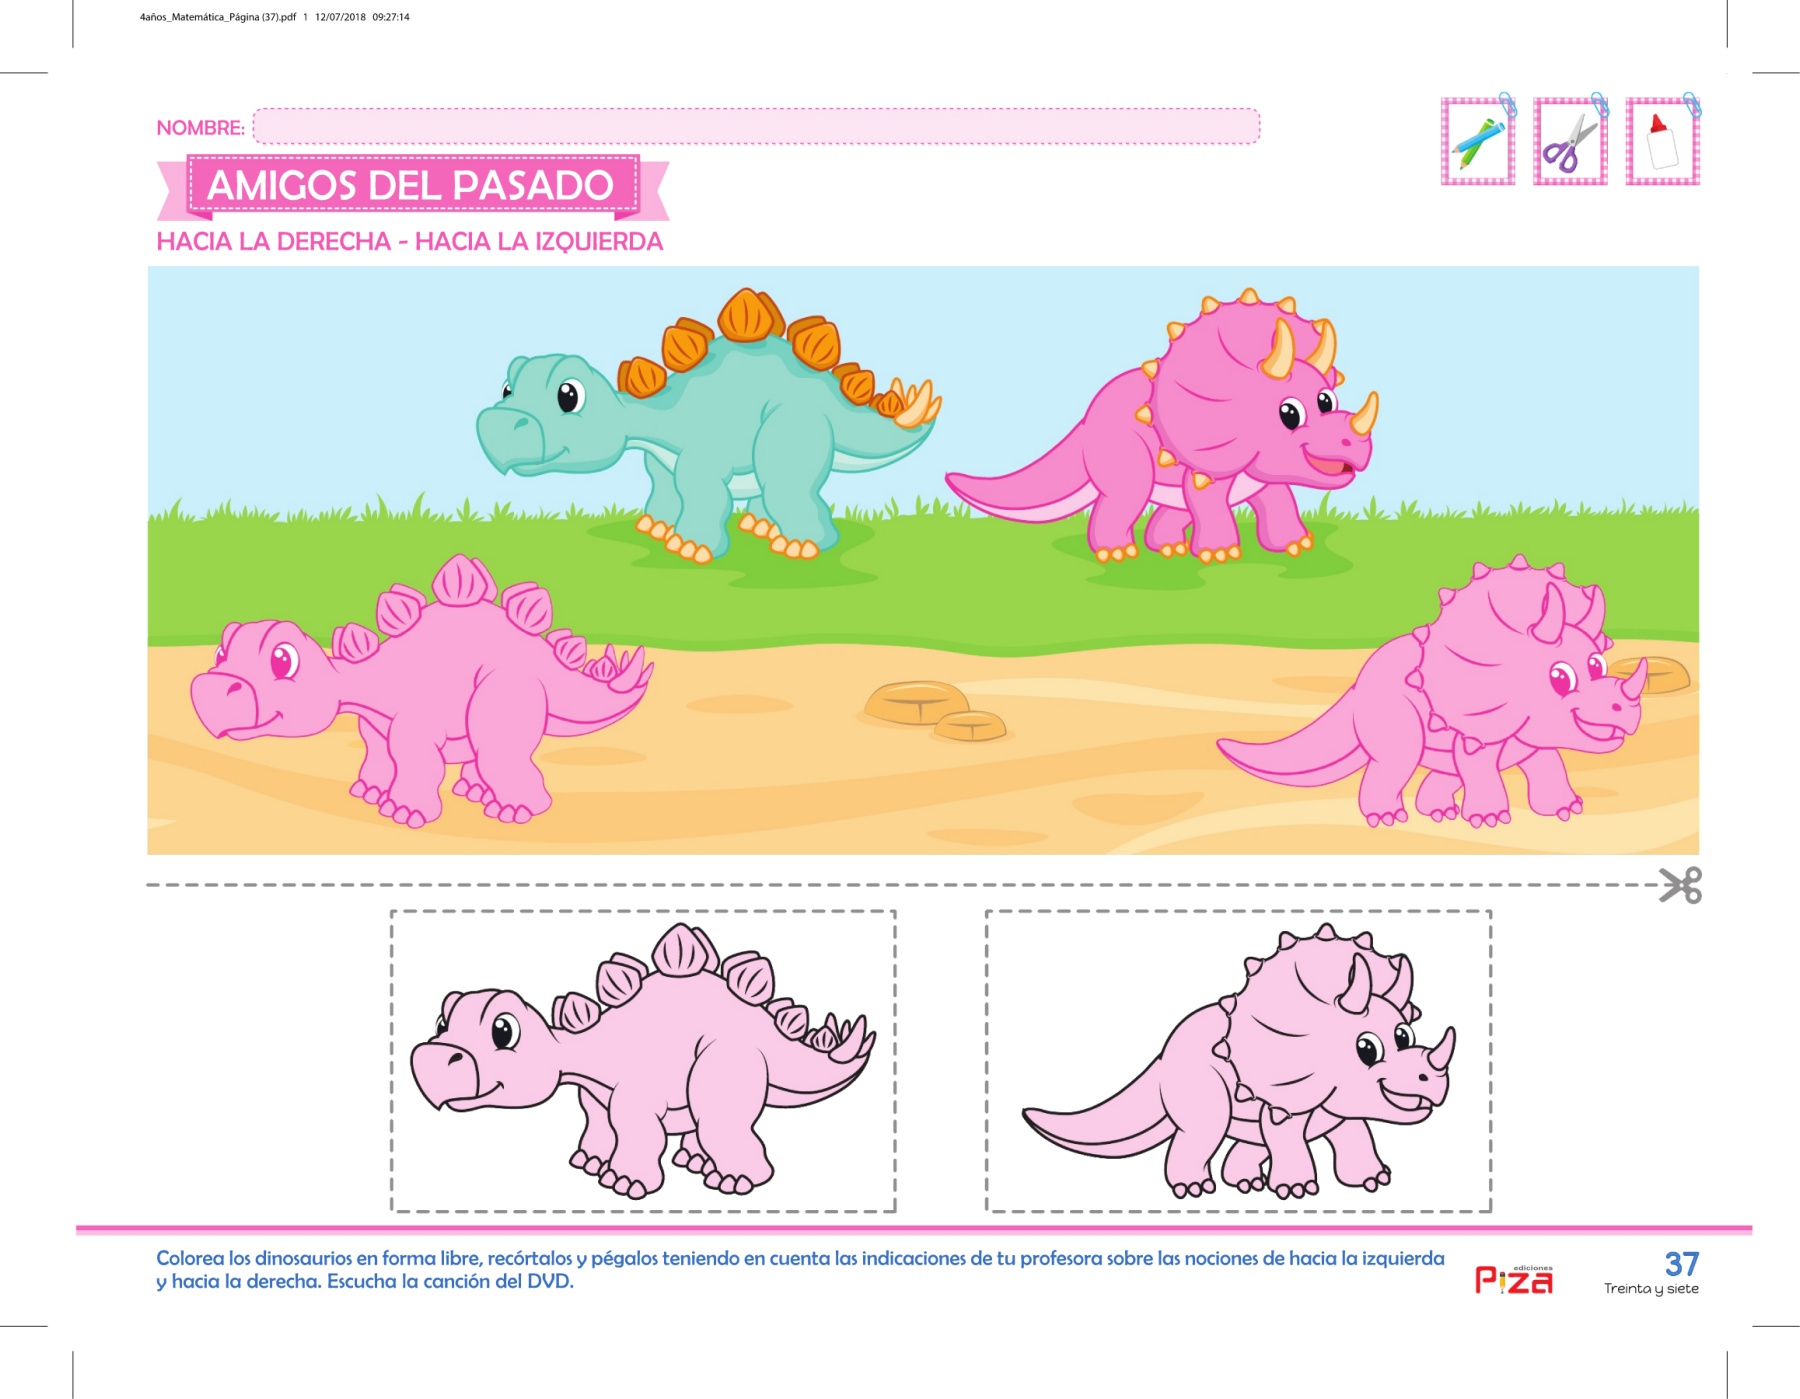 4años_Matemática_Página (37).pdf 1 12/07/2018 09:27:14
NOMBRE:
AMIGOS DEL PASADO
HACIA LA DERECHA - HACIA LA IZQUIERDA
Colorea los dinosaurios en forma libre, recórtalos y pégalos teniendo en cuenta las indicaciones de tu profesora sobre las nociones de hacia la izquierda
y hacia la derecha. Escucha la canción del DVD.
ediciones
Piza
37
Treinta y siete